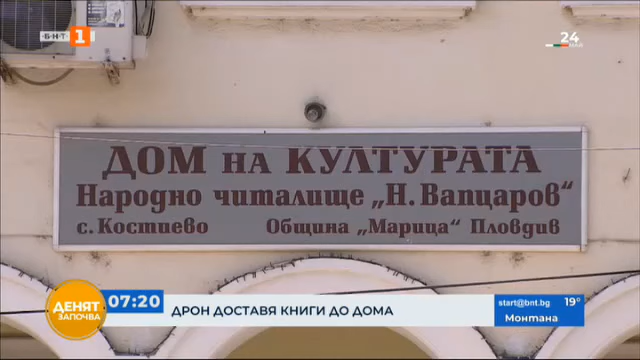 БНТ 1
24
МАЙ
ДОМ НА КУЛТУРАТА
Народно читалище „Н. Вапцаров"
с. Костиево Община „Марица" Пловдив
ДЕНЯТ
ЗАПОЧВА
07:20
ДРОН ДОСТАВЯ КНИГИ ДО ДОМА
start@bnt.bg 19°
Монтана